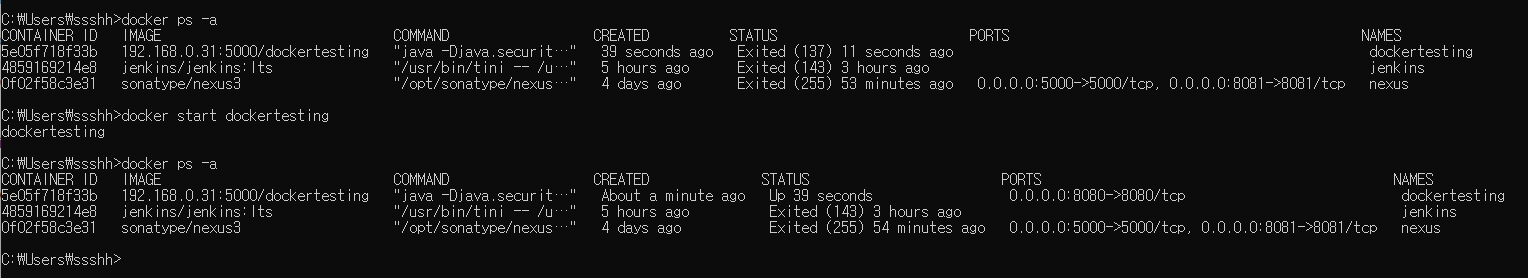 C:₩Users₩ssshh>docker ps -a
CONTAINER ID IMAGE COMMAND CREATED STATUS PORTS NAMES
5e05f718f33b 192.168.0.31:5000/dockertesting "java -Djava.securit…" 39 seconds ago Exited (137) 11 seconds ago dockertesting
4859169214e8 jenkins/jenkins:lts "/usr/bin/tini -- /u…" 5 hours ago Exited (143) 3 hours ago jenkins
0f02f58c3e31 sonatype/nexus3 "/opt/sonatype/nexus…" 4 days ago Exited (255) 53 minutes ago 0.0.0.0:5000->5000/tcp, 0.0.0.0:8081->8081/tcp nexus
C:₩Users₩ssshh>docker start dockertesting
dockertesting
C:₩Users₩ssshh>docker ps -a
CONTAINER ID IMAGE COMMAND CREATED STATUS PORTS NAMES
5e05f718f33b 192.168.0.31:5000/dockertesting "java -Djava.securit…" About a minute ago Up 39 seconds 0.0.0.0:8080->8080/tcp dockertesting
4859169214e8 jenkins/jenkins:lts "/usr/bin/tini -- /u…" 5 hours ago Exited (143) 3 hours ago jenkins
0f02f58c3e31 sonatype/nexus3 "/opt/sonatype/nexus…" 4 days ago Exited (255) 54 minutes ago 0.0.0.0:5000->5000/tcp, 0.0.0.0:8081->8081/tcp nexus
C:₩Users₩ssshh>